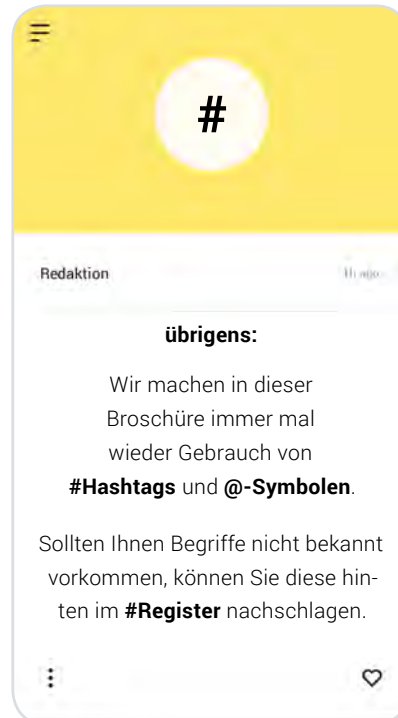 #
Redaktion
übrigens:
Wir machen in dieser
Broschüre immer mal
wieder Gebrauch von
#Hashtags und @-Symbolen.
Sollten Ihnen Begriffe nicht bekannt
vorkommen, können Sie diese hin-
ten im #Register nachschlagen.